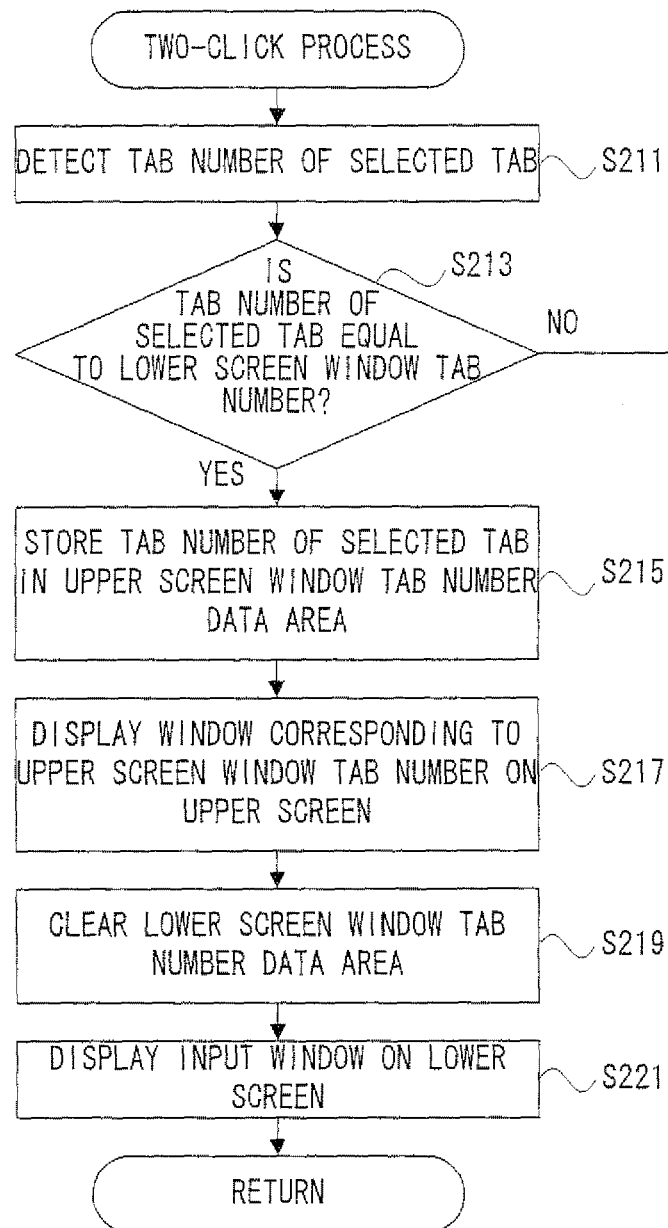 TWO-CLICK PROCESS
DETECT TAB NUMBER OF SELECTED TAB
S211
S213
IS
TAB NUMBER OF
SELECTED TAB EQUAL
TO LOWER SCREEN WINDOW TAB
NUMBER?
NO
YES
STORE TAB NUMBER OF SELECTED TAB
IN UPPER SCREEN WINDOW TAB NUMBER
DATA AREA
S215
DISPLAY WINDOW CORRESPONDING TO
UPPER SCREEN WINDOW TAB NUMBER ON
UPPER SCREEN
S217
CLEAR LOWER SCREEN WINDOW TAB
NUMBER DATA AREA
S219
DISPLAY INPUT WINDOW ON LOWER
SCREEN
S221
RETURN